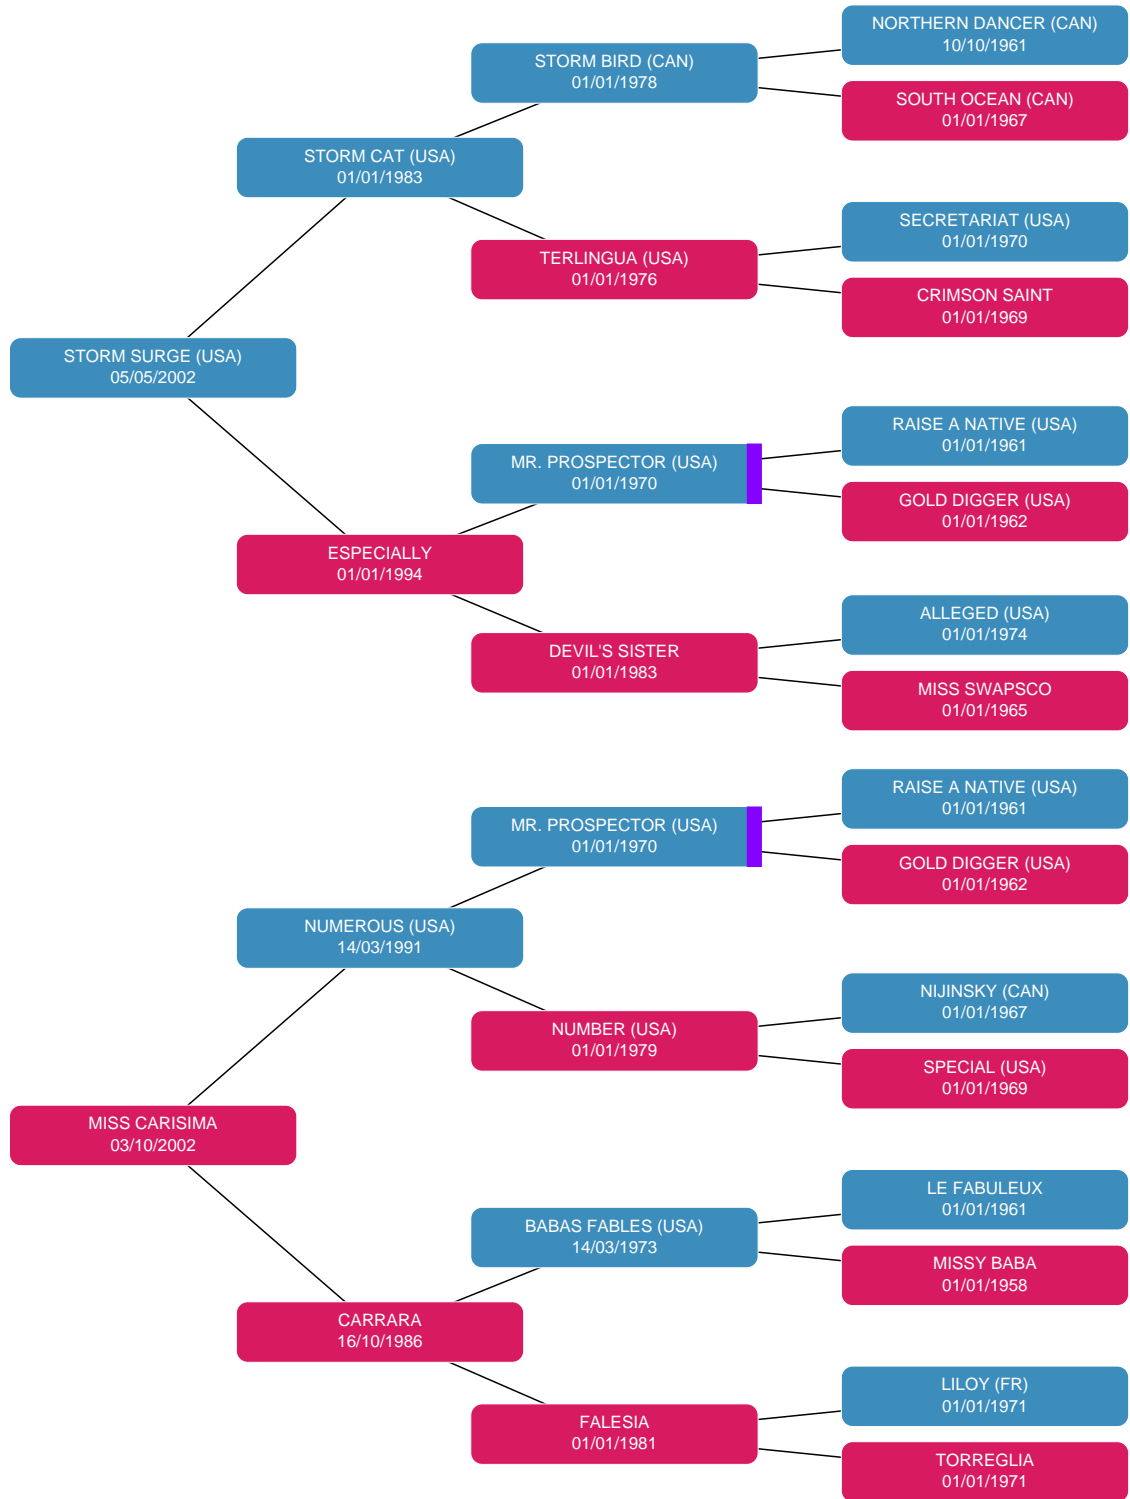 NORTHERN DANCER (CAN)
10/10/1961
STORM BIRD (CAN)
01/01/1978
SOUTH OCEAN (CAN)
01/01/1967
STORM CAT (USA)
01/01/1983
SECRETARIAT (USA)
01/01/1970
TERLINGUA (USA)
01/01/1976
CRIMSON SAINT
01/01/1969
STORM SURGE (USA)
05/05/2002
RAISE A NATIVE (USA)
01/01/1961
MR. PROSPECTOR (USA)
01/01/1970
GOLD DIGGER (USA)
01/01/1962
ESPECIALLY
01/01/1994
ALLEGED (USA)
01/01/1974
DEVIL'S SISTER
01/01/1983
MISS SWAPSCO
01/01/1965
RAISE A NATIVE (USA)
01/01/1961
MR. PROSPECTOR (USA)
01/01/1970
GOLD DIGGER (USA)
01/01/1962
NUMEROUS (USA)
14/03/1991
NIJINSKY (CAN)
01/01/1967
NUMBER (USA)
01/01/1979
SPECIAL (USA)
01/01/1969
MISS CARISIMA
03/10/2002
LE FABULEUX
01/01/1961
BABAS FABLES (USA)
14/03/1973
MISSY BABA
01/01/1958
CARRARA
16/10/1986
LILOY (FR)
01/01/1971
FALESIA
01/01/1981
TORREGLIA
01/01/1971